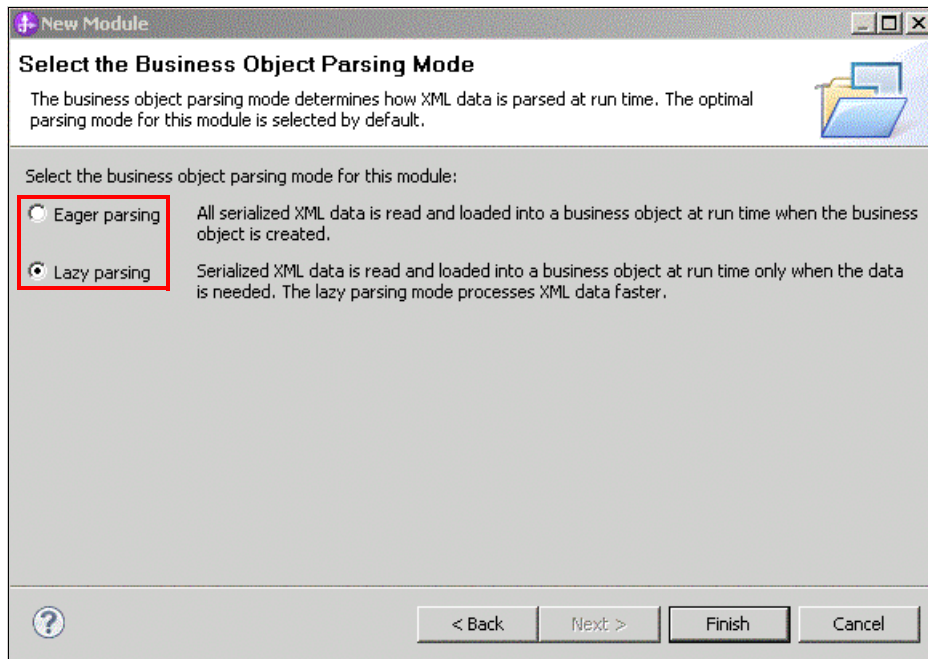 New Module
Select the Business Object Parsing Mode
The business object parsing mode determines how XML data is parsed at run time. The optimal
parsing mode for this module is selected by default.
Select the business object parsing mode for this module:
Eager parsing
All serialized XML data is read and loaded into a business object at run time when the business
object is created.
Lazy parsing
Serialized XML data is read and loaded into a business object at run time only when the data
is needed. The lazy parsing mode processes XML data faster.
?
< Back
Next >
Finish
Cancel